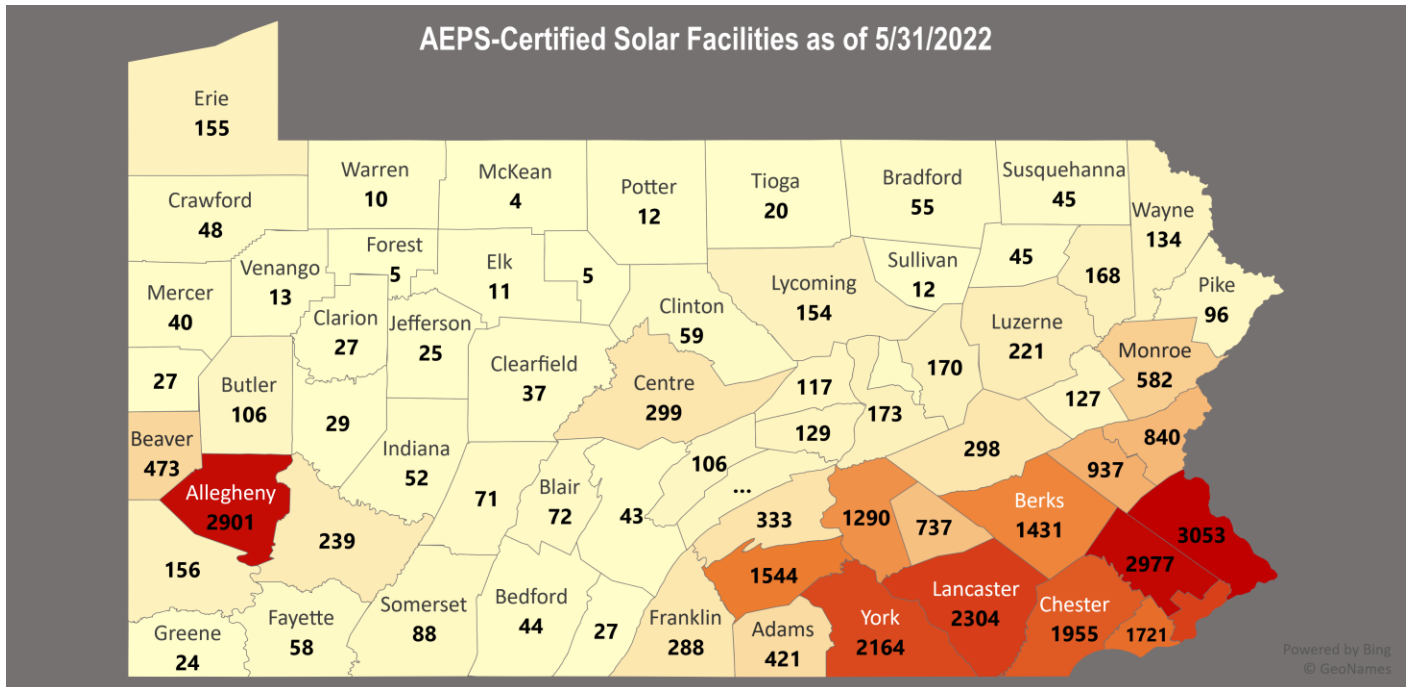 AEPS-Certified Solar Facilities as of 5/31/2022
Erie
155
Warren
10
McKean
4
Potter
12
Tioga
20
Bradford
55
Susquehanna
45
Wayne
134
Crawford
48
Forest
5
Elk
11
5
Sullivan
12
45
168
Pike
96
Mercer
40
Venango
13
Clarion
27
Jefferson
25
Clinton
59
Lycoming
154
Luzerne
221
Monroe
582
27
Butler
106
Clearfield
37
Centre
299
117
170
127
29
129
173
Beaver
473
Indiana
52
106
298
937
840
Allegheny
2901
71
Blair
72
43
...
333
1290
737
Berks
1431
3053
156
239
1544
2977
Greene
24
Fayette
58
Somerset
88
Bedford
44
27
Franklin
288
Adams
421
York
2164
Lancaster
2304
Chester
1955
1721
Powered by Bing
© GeoNames